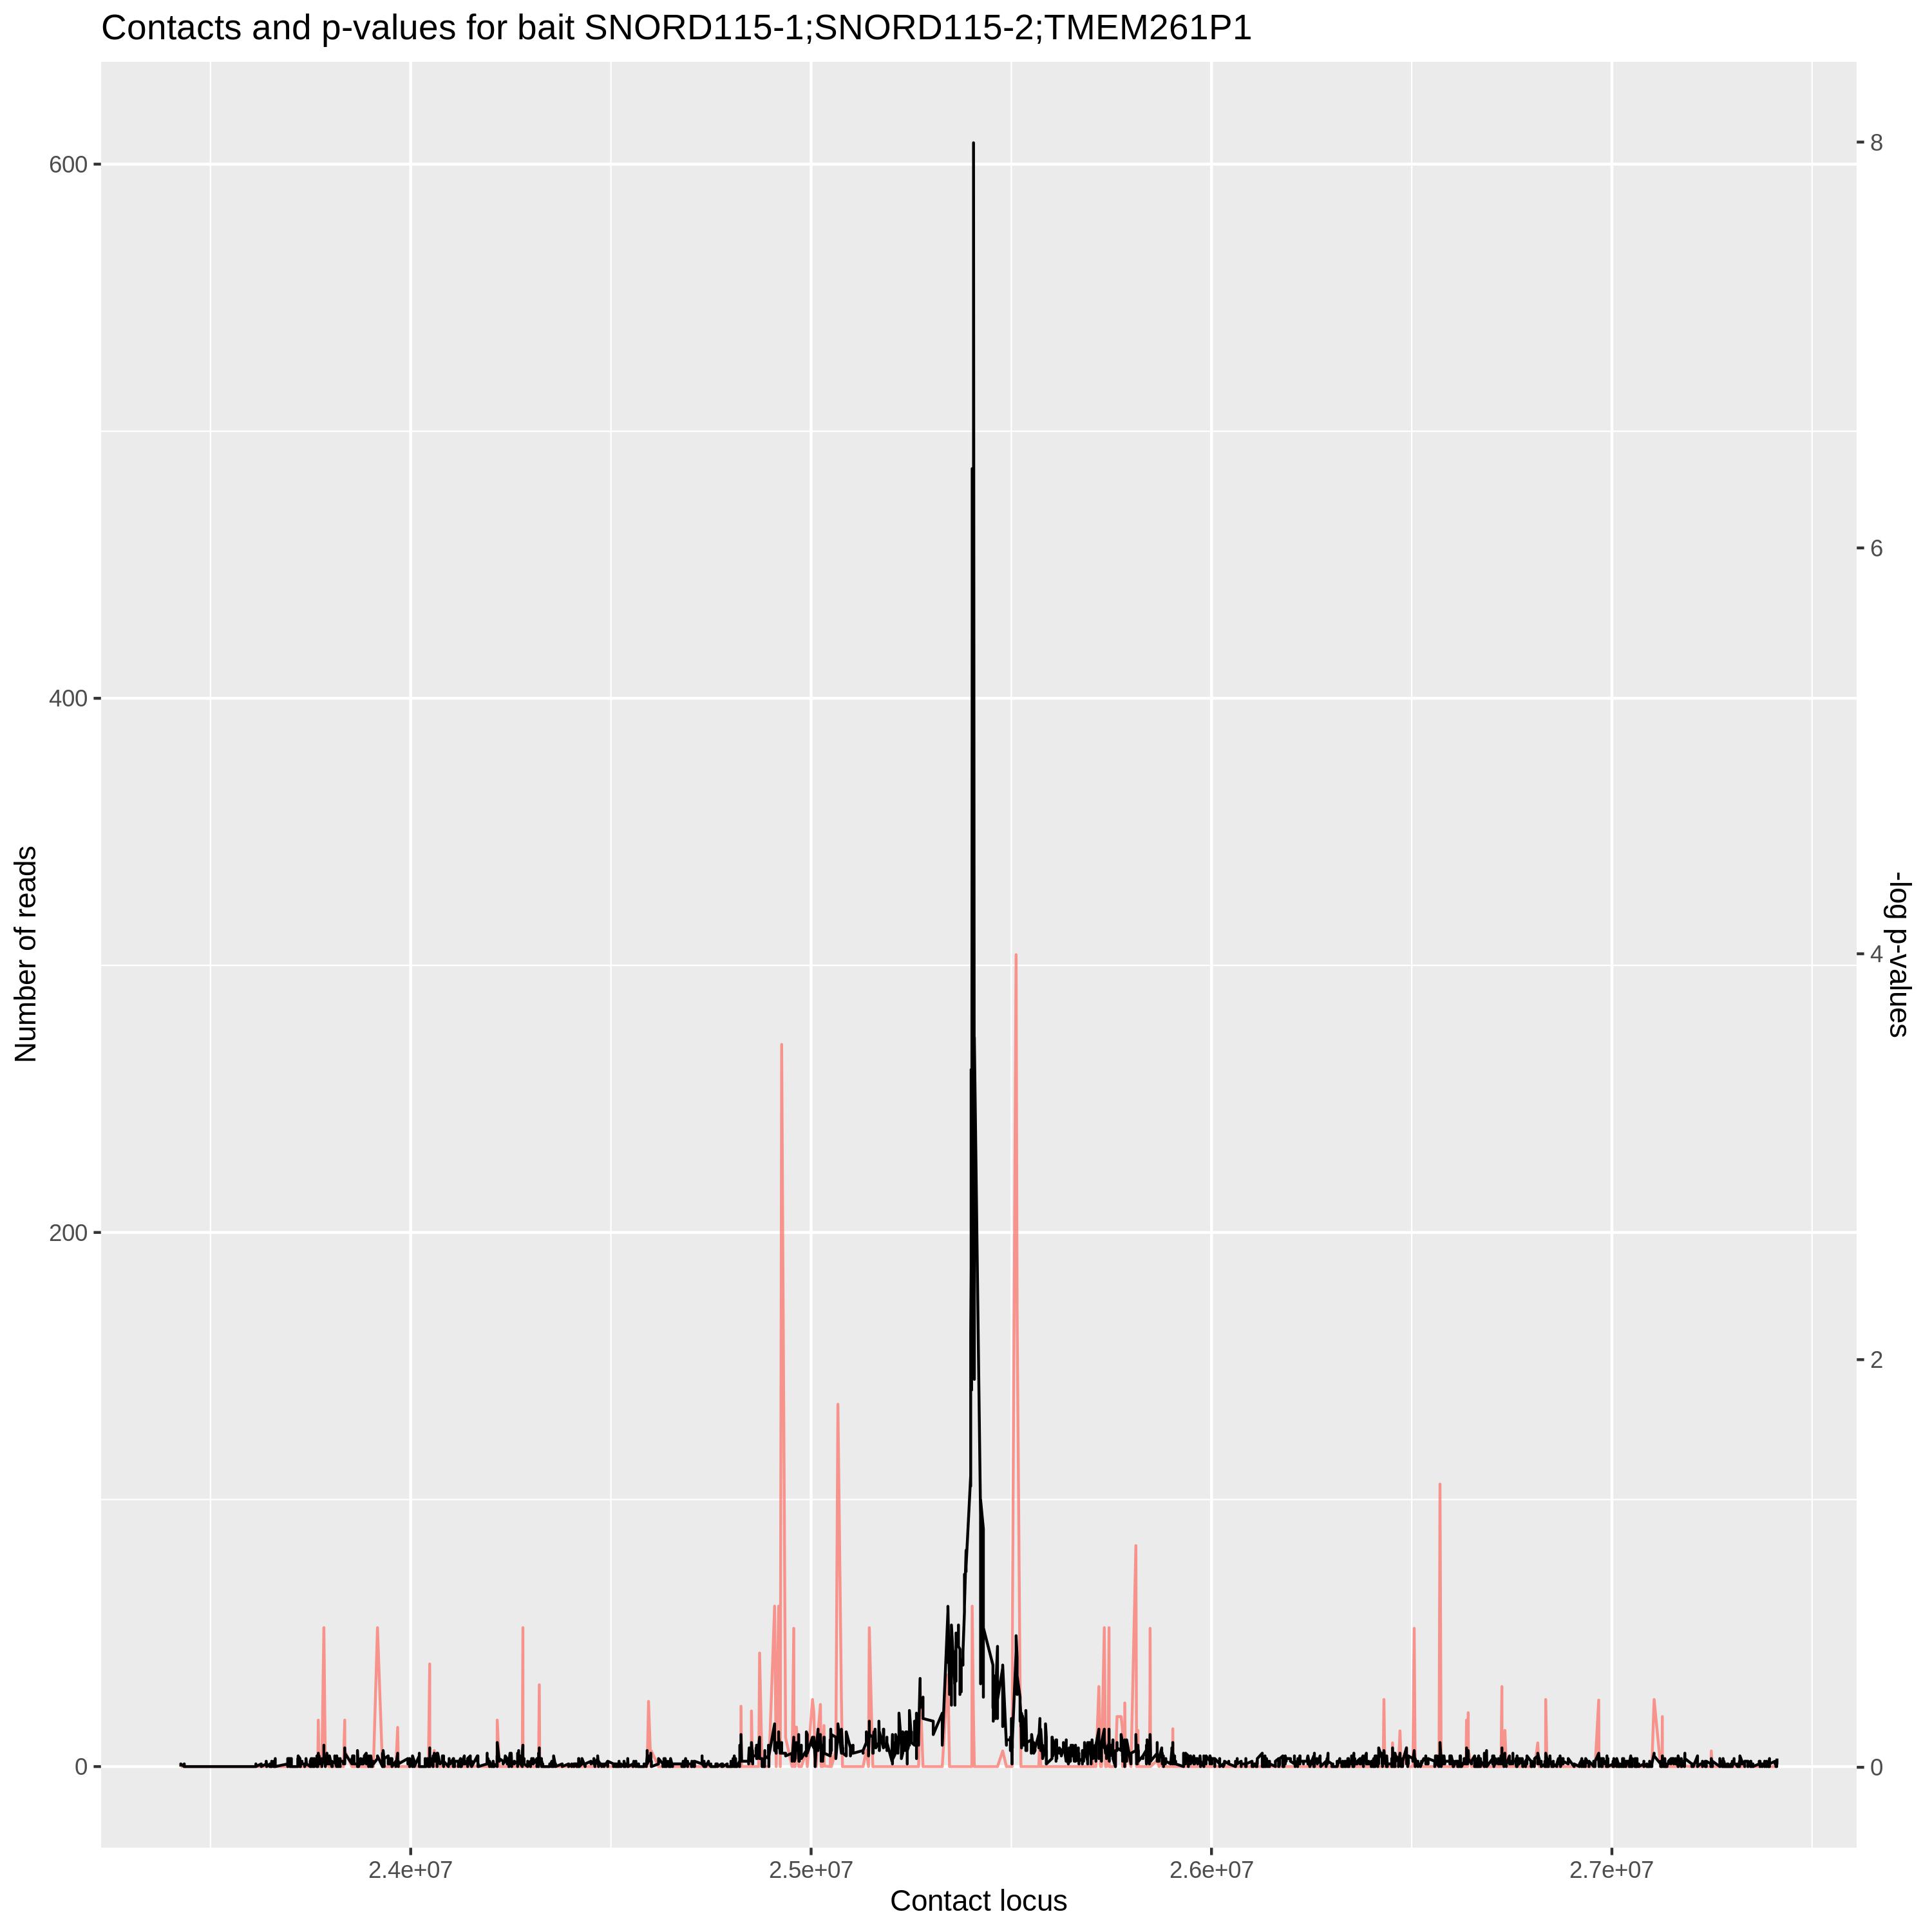 Contacts and p-values for bait SNORD115-1;SNORD115-2;TMEM261P1
600
400
200
0
Number of reads
8
6
4
2
0
-log p-values
2.4e+07
2.5e+07
2.6e+07
2.7e+07
Contact locus